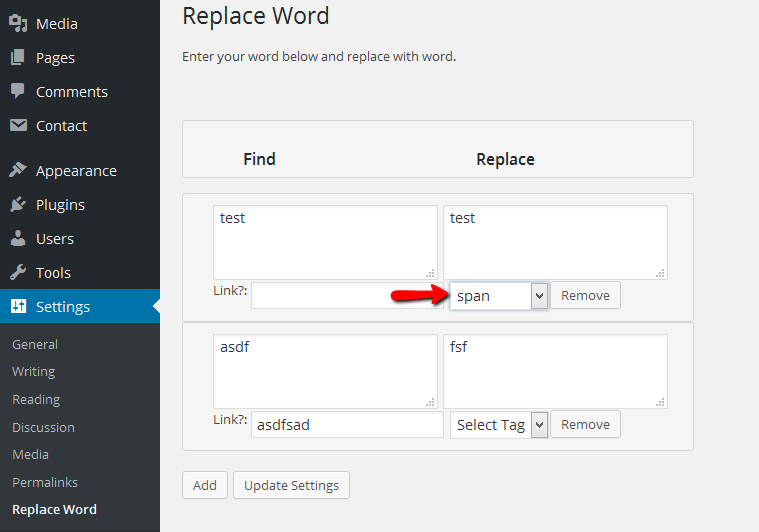 Media
Pages
Comments
Contact
Appearance
Plugins
Users
Tools
Settings
General
Writing
Reading
Discussion
Media
Permalinks
Replace Word
Replace Word
Enter your word below and replace with word.
Find Replace
test test
Link?: span Remove
asdf fsf
Link?: asdfsad Select Tag Remove
Add Update Settings